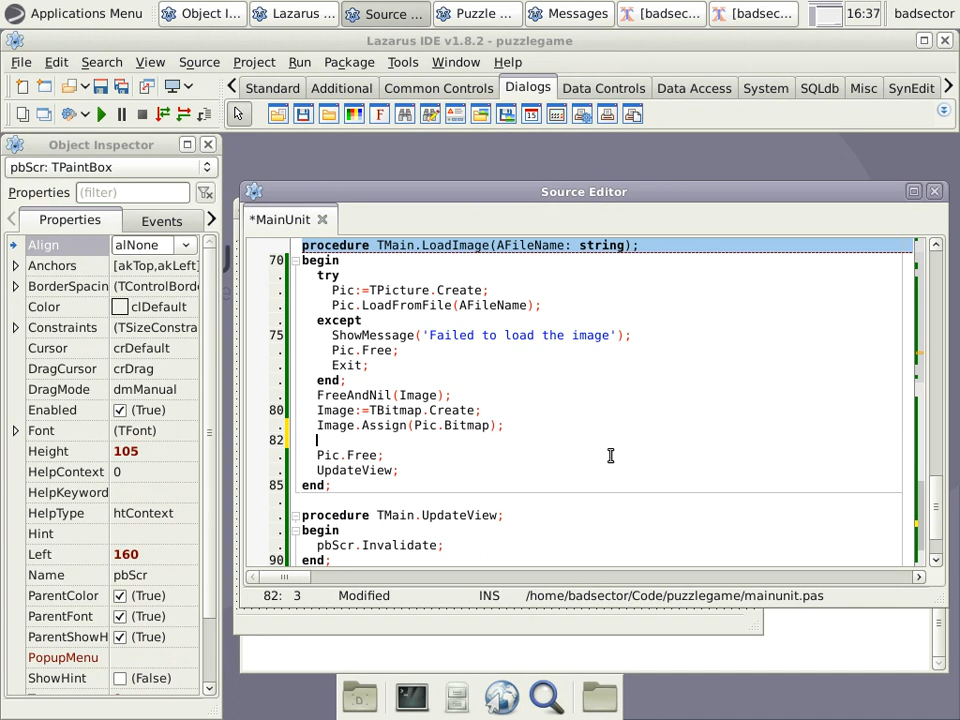 Applications Menu
Object I...
Lazarus ...
Source ...
Puzzle ...
Messages
[badsec...
[badsec...
16:37
badsector
Lazarus IDE v1.8.2 - puzzlegame
File Edit Search View Source Project Run Package Tools Window Help
Standard Additional Common Controls Dialogs Data Controls Data Access System SQLdb Misc SynEdit
Object Inspector
pbScr: TPaintBox
Properties (filter)
Properties Events
Align alNone
Anchors [akTop,akLeft]
BorderSpacin (TControlBorde
Color clDefault
Constraints (TSizeConstra
Cursor crDefault
DragCursor crDrag
DragMode dmManual
Enabled (True)
Font (TFont)
Height 105
HelpContext 0
HelpKeyword
HelpType htContext
Hint
Left 160
Name pbScr
ParentColor (True)
ParentFont (True)
ParentShowH (True)
PopupMenu
ShowHint (False)
Source Editor
*MainUnit
procedure TMain.LoadImage(AFileName: string);
70 begin
. try
. Pic:=TPicture.Create;
. Pic.LoadFromFile(AFileName);
. except
75 ShowMessage('Failed to load the image');
. Pic.Free;
. Exit;
. end;
. FreeAndNil(Image);
80 Image:=TBitmap.Create;
. Image.Assign(Pic.Bitmap);
82
. Pic.Free;
. UpdateView;
85 end;
.
. procedure TMain.UpdateView;
. begin
. pbScr.Invalidate;
90 end;
82: 3 Modified INS /home/badsector/Code/puzzlegame/mainunit.pas